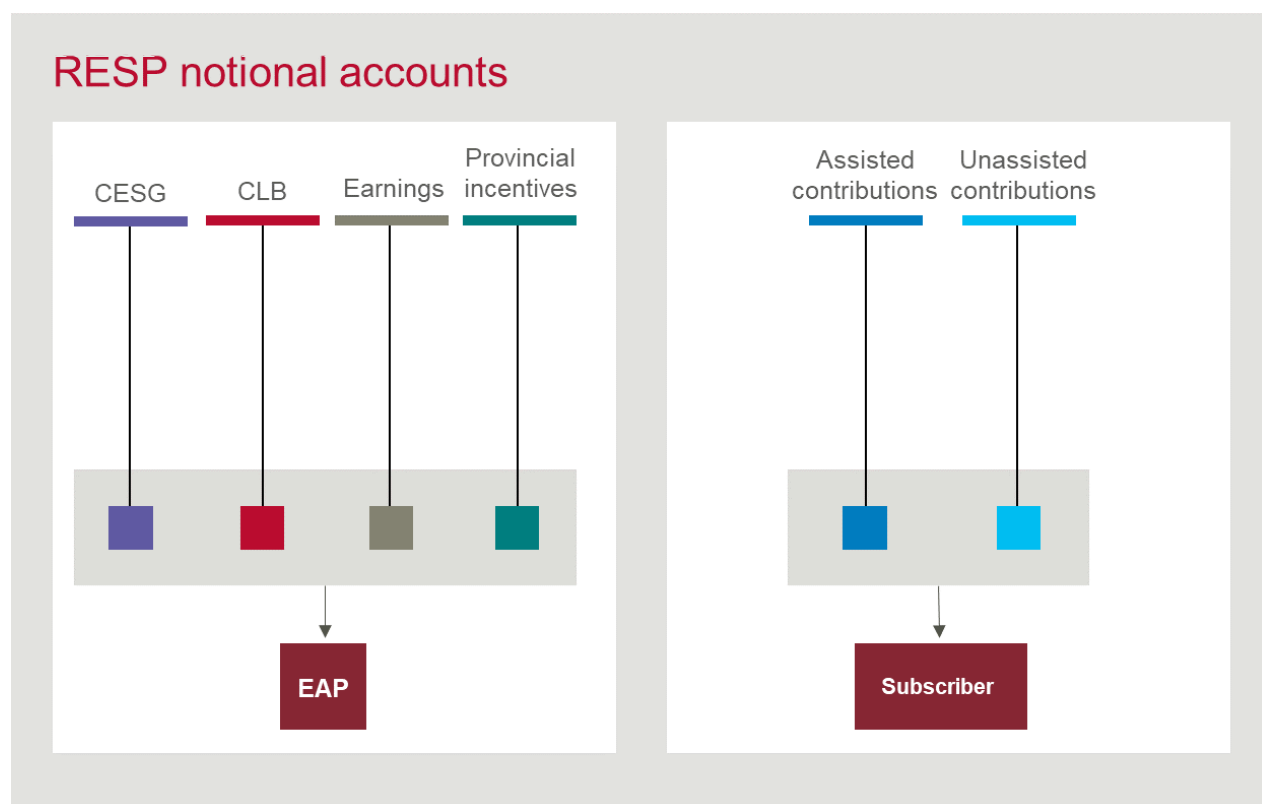 RESP notional accounts
CESG
CLB
Earnings
Provincial
incentives
Assisted
contributions
Unassisted
contributions
EAP
Subscriber